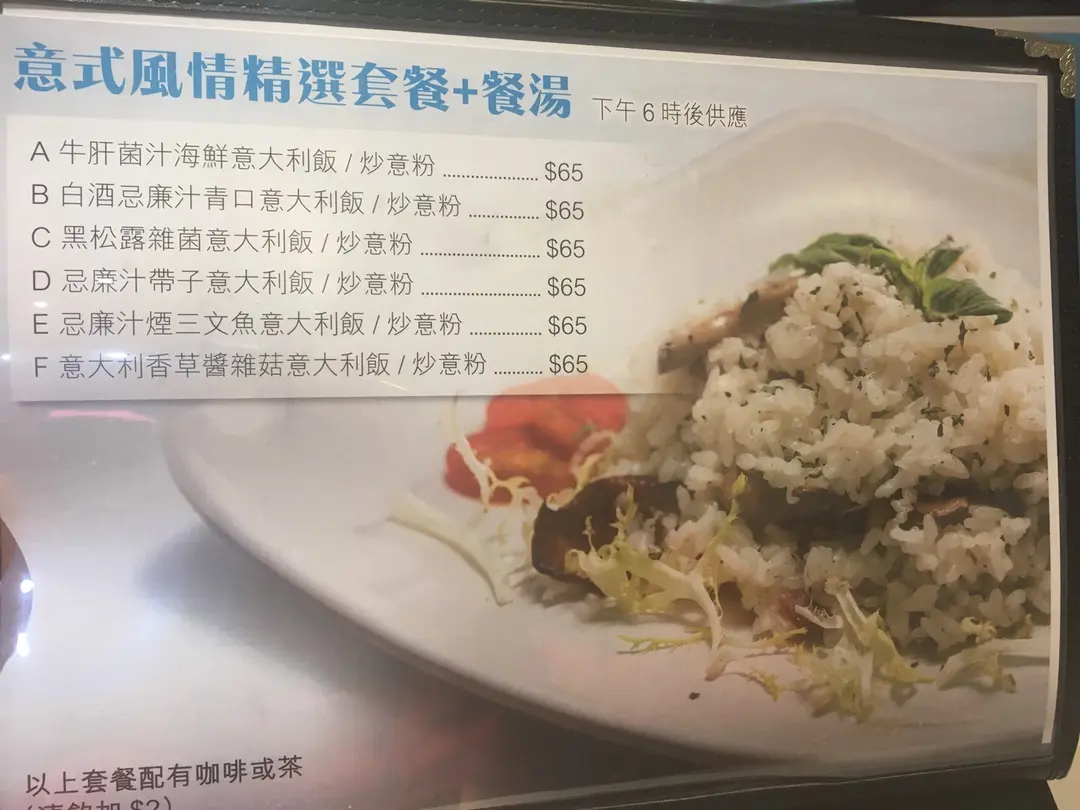 意式風情精選套餐+餐湯 下午6時後供應
A 牛肝菌汁海鮮意大利飯 / 炒意粉 .................. $65
B 白酒忌廉汁青口意大利飯 / 炒意粉 ............. $65
C 黑松露雜菌意大利飯 / 炒意粉 ...................... $65
D 忌廉汁帶子意大利飯 / 炒意粉 ...................... $65
E 忌廉汁煙三文魚意大利飯 / 炒意粉 ............. $65
F 意大利香草醬雜菇意大利飯 / 炒意粉 ......... $65
以上套餐配有咖啡或茶
(凍飲加 $2)